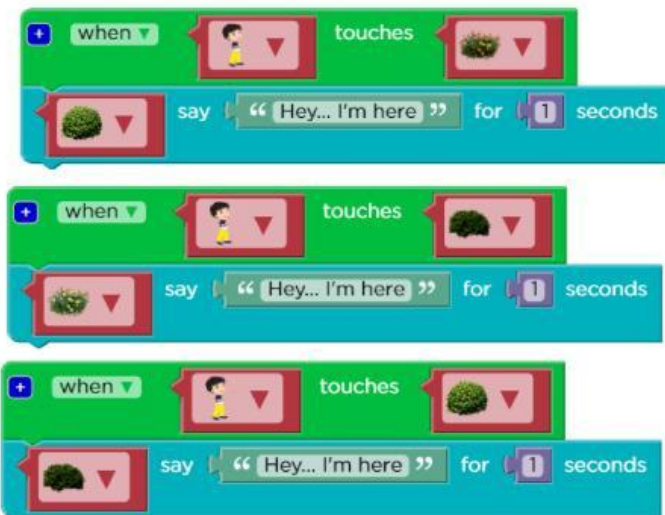 + when touches
say “ Hey... I'm here ” for 1 seconds
+ when touches
say “ Hey... I'm here ” for 1 seconds
+ when touches
say “ Hey... I'm here ” for 1 seconds